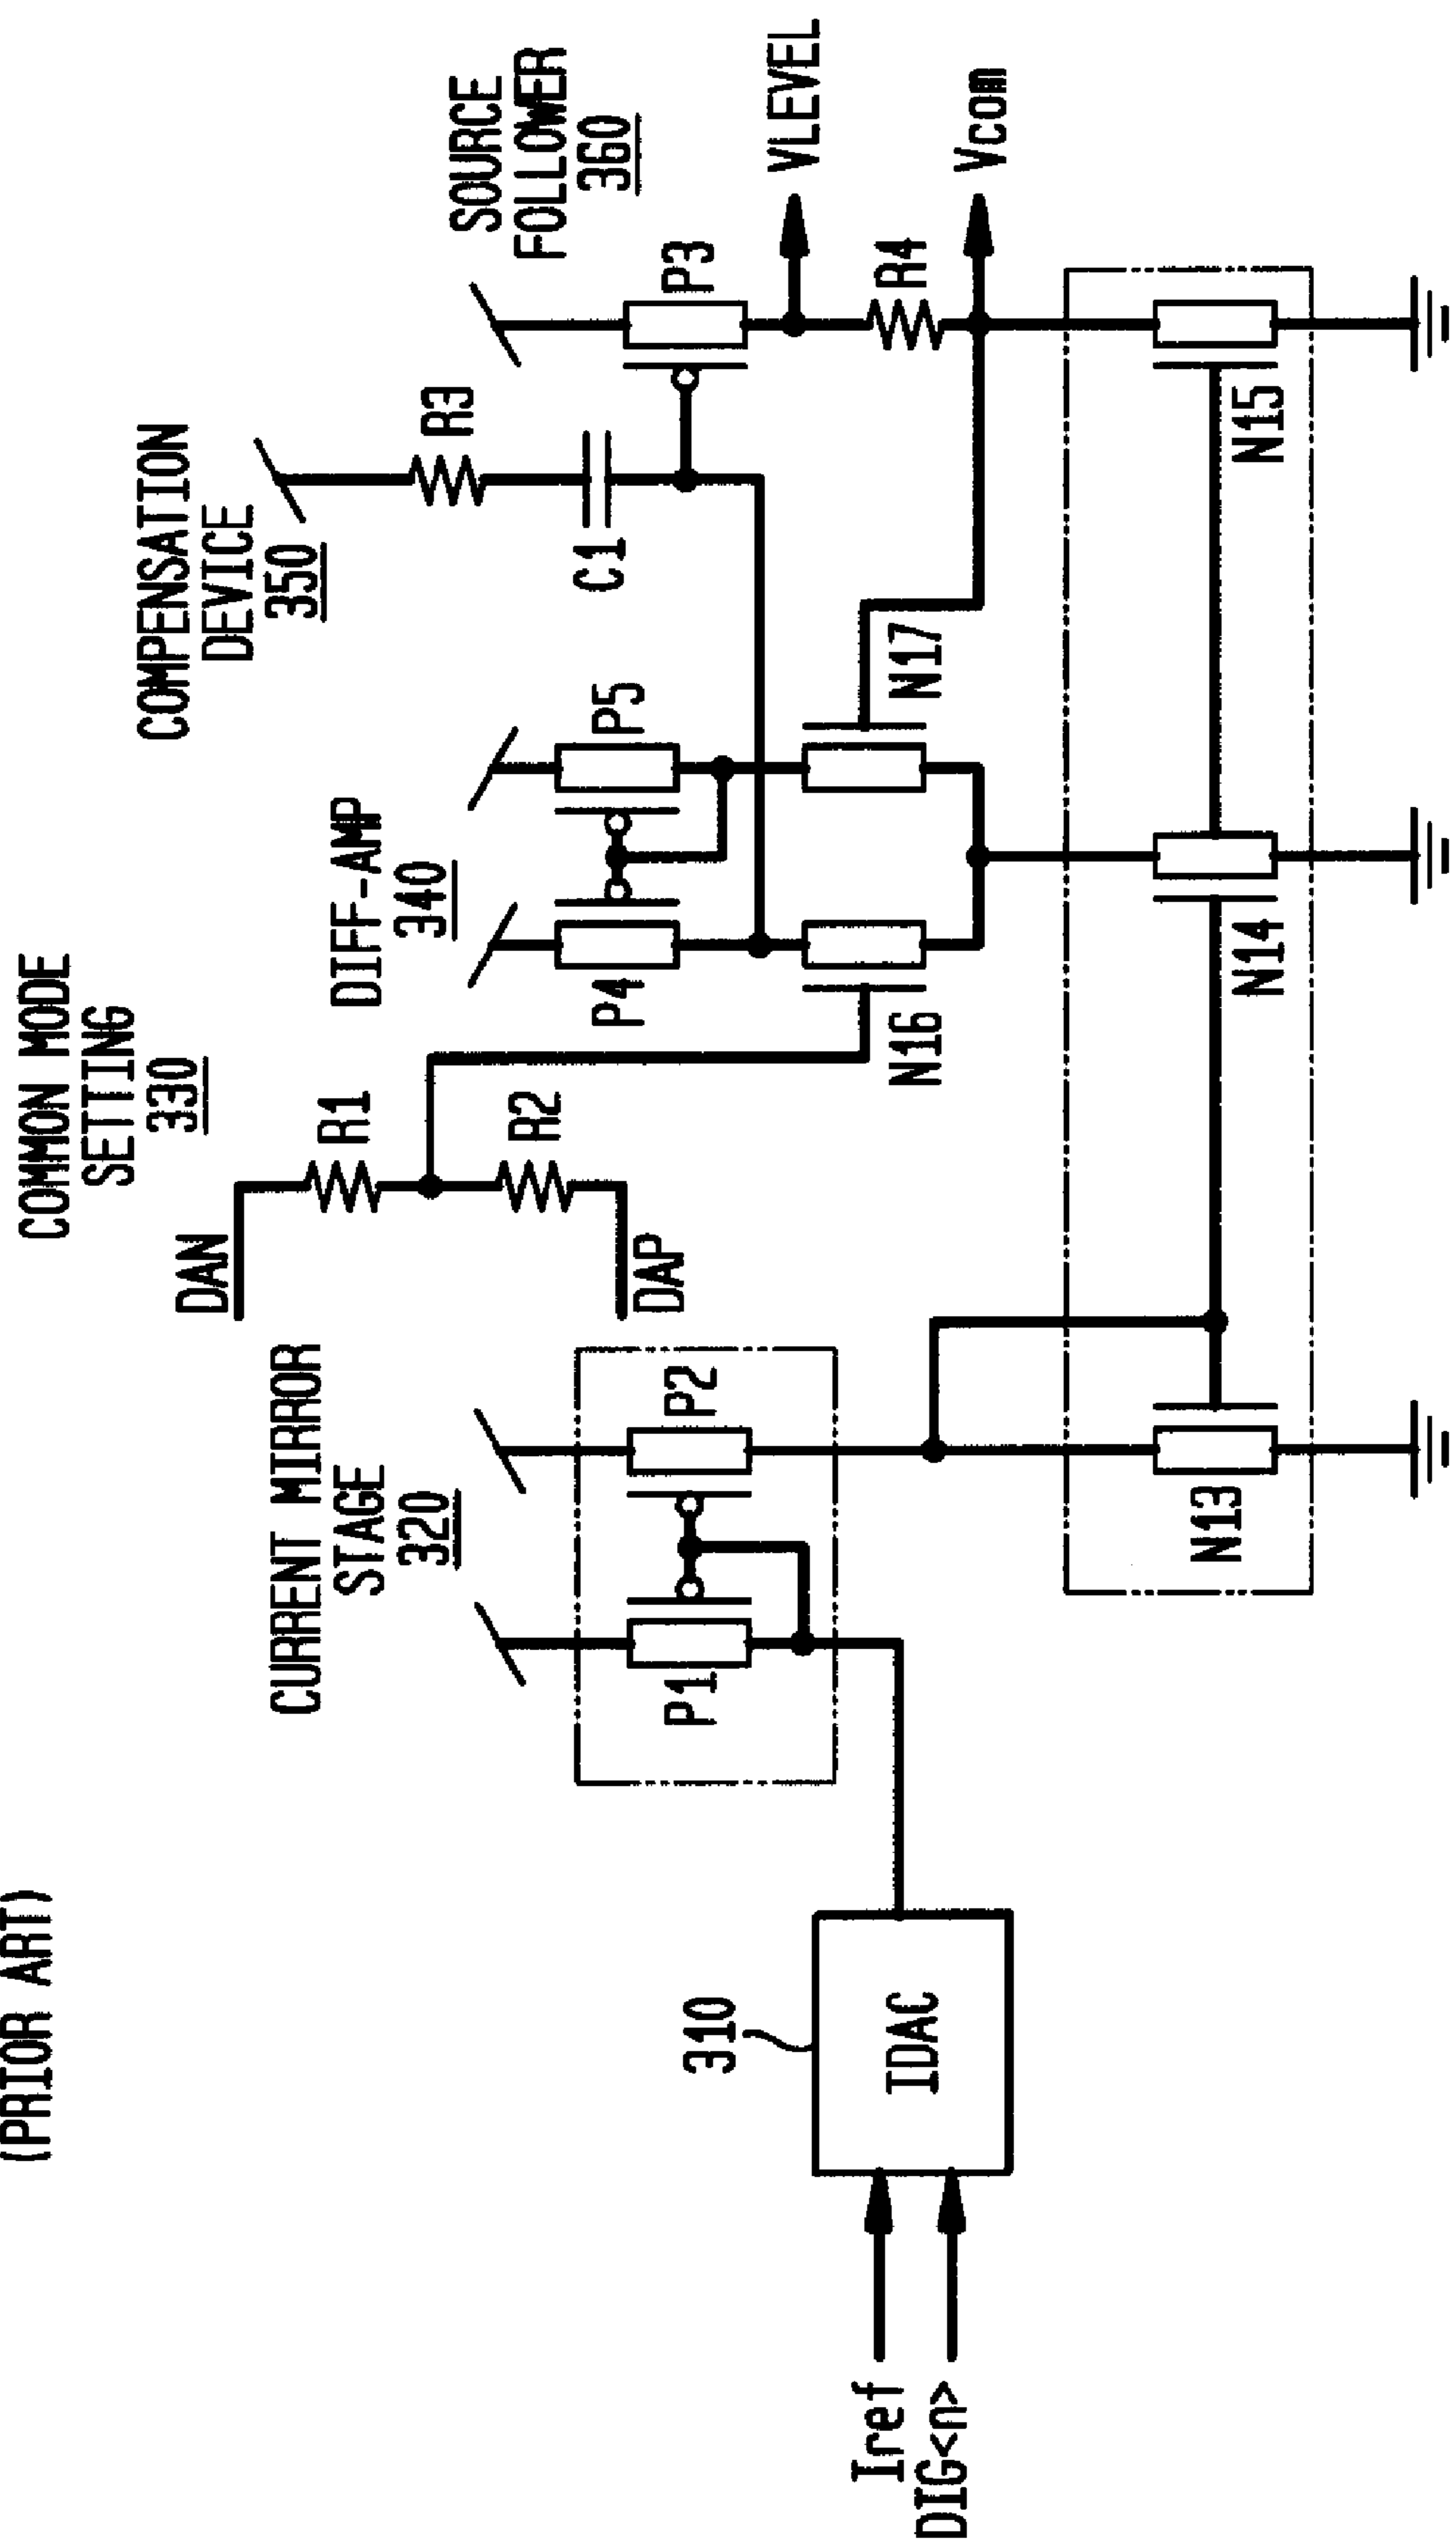 (PRIOR ART)
COMMON MODE
SETTING
330
COMPENSATION
DEVICE
350
SOURCE
FOLLOWER
360
CURRENT MIRROR
STAGE
320
DIFF-AMP
340
DAN
R1
R2
DAP
R3
C1
P1
P2
P4
P5
P3
VLEVEL
R4
Vcom
N16
N17
310
IDAC
Iref
DIG<n>
N13
N14
N15